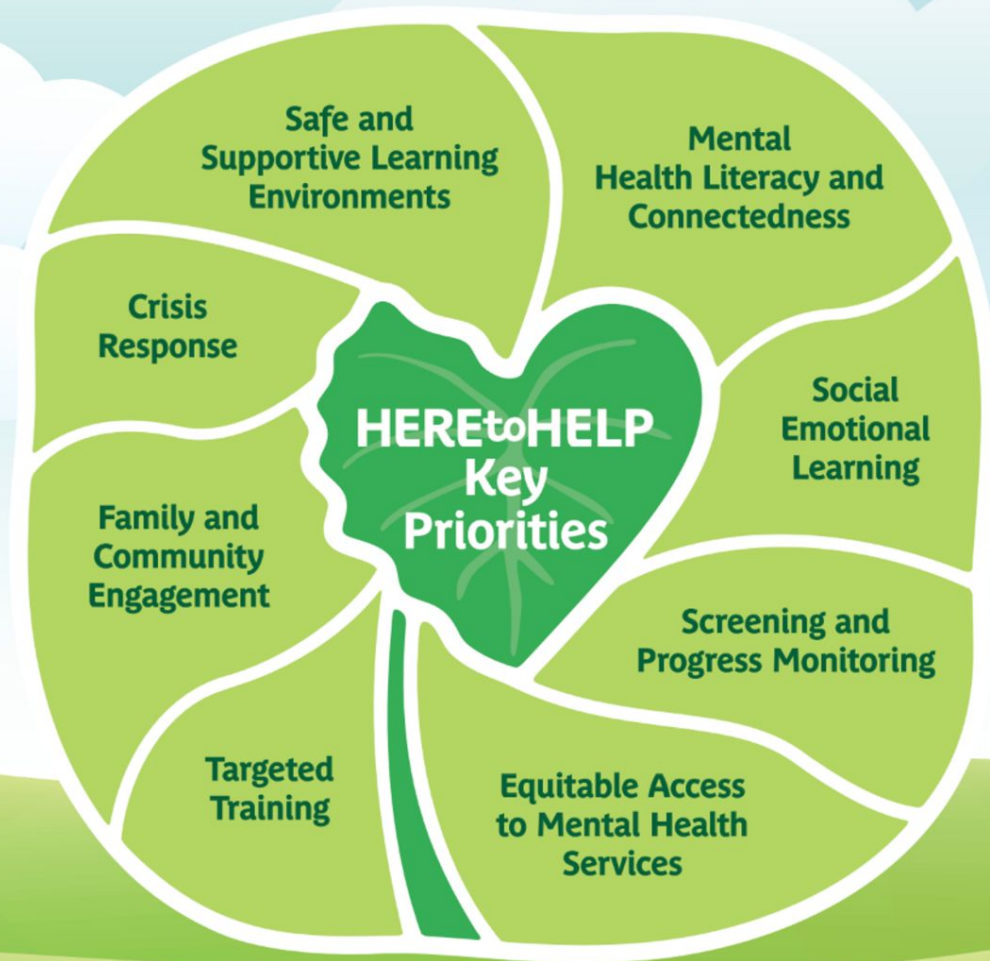 Safe and
Supportive Learning
Environments
Mental
Health Literacy and
Connectedness
Crisis
Response
HEREtoHELP
Key
Priorities
Social
Emotional
Learning
Family and
Community
Engagement
Screening and
Progress Monitoring
Targeted
Training
Equitable Access
to Mental Health
Services